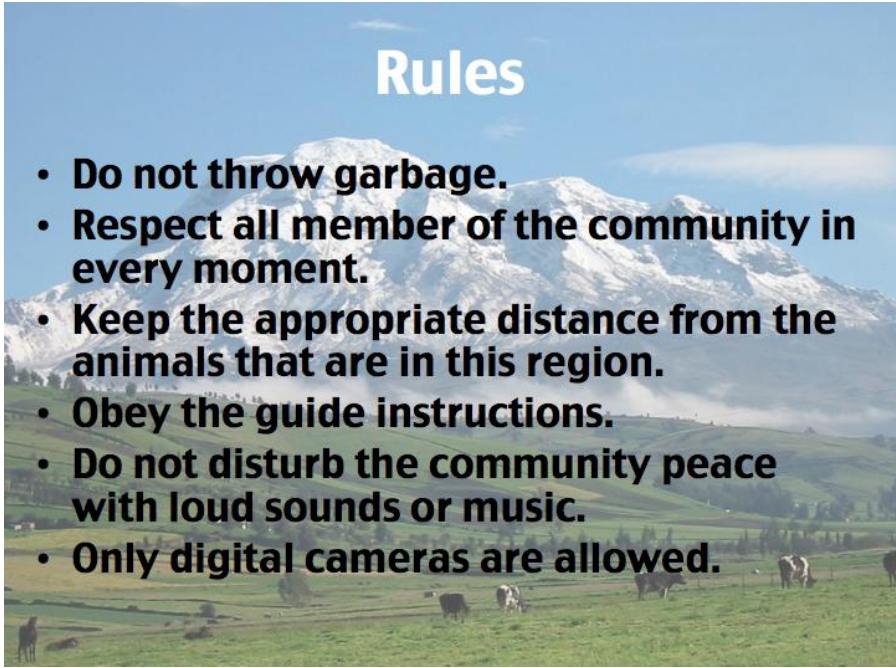 Rules
• Do not throw garbage.
• Respect all member of the community in
every moment.
• Keep the appropriate distance from the
animals that are in this region.
• Obey the guide instructions.
• Do not disturb the community peace
with loud sounds or music.
• Only digital cameras are allowed.